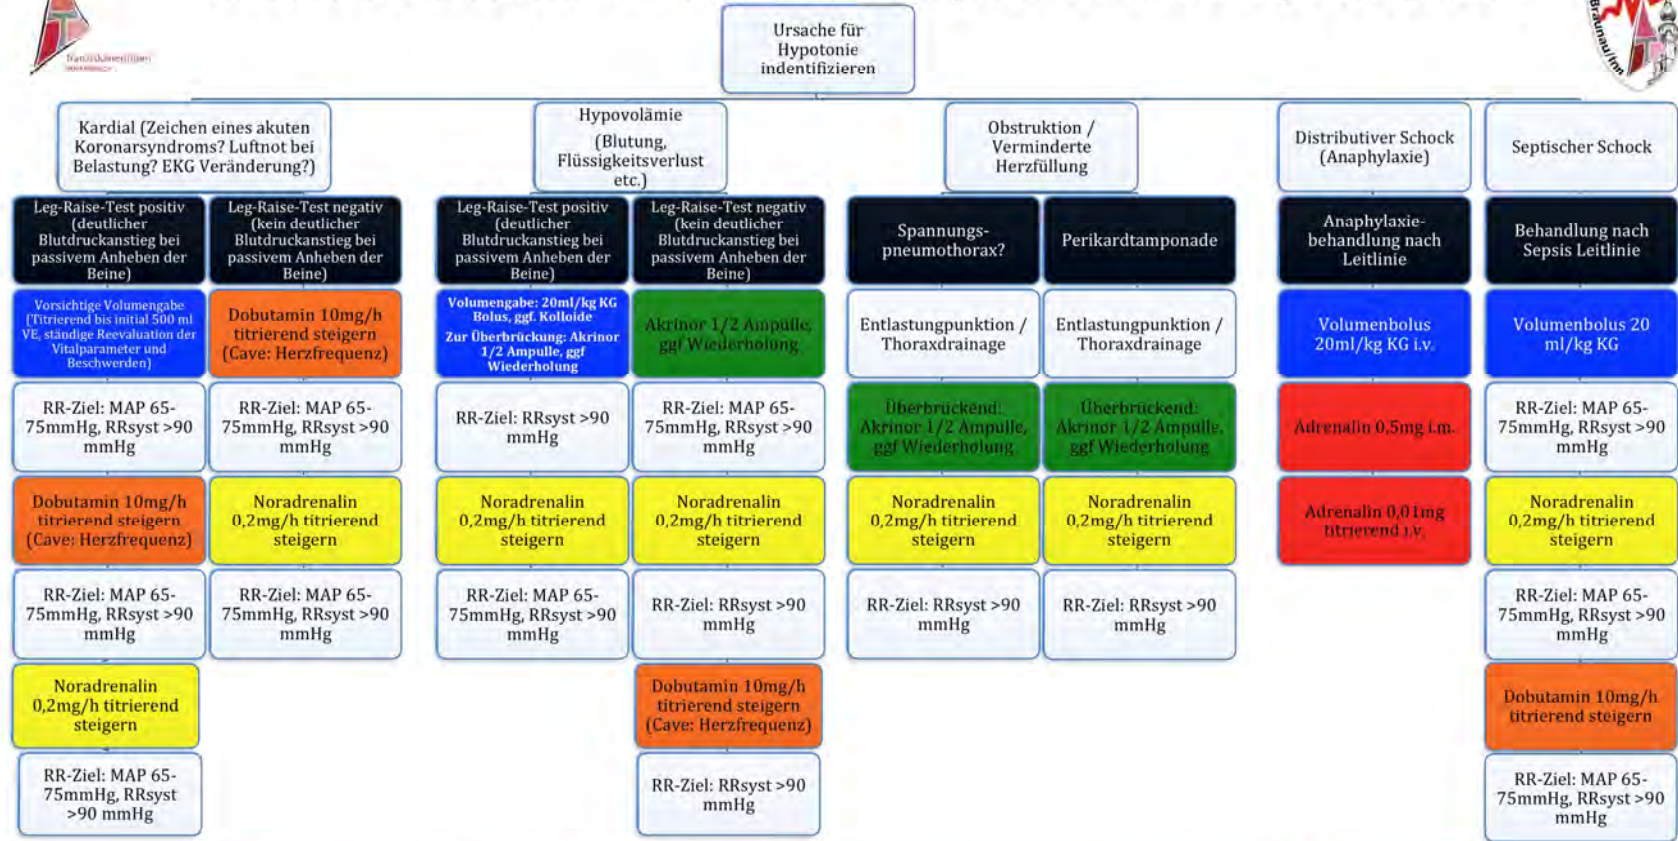 Ursache für
Hypotonie
indentifizieren
Braunau/Inn
Kardial (Zeichen eines akuten
Koronarsyndroms? Luftnot bei
Belastung? EKG Veränderung?)
Hypovolämie
(Blutung,
Flüssigkeitsverlust
etc.)
Obstruktion /
Verminderte
Herzfüllung
Distributiver Schock
(Anaphylaxie)
Septischer Schock
Leg-Raise-Test positiv
(deutlicher
Blutdruckanstieg bei
passivem Anheben der
Beine)
Leg-Raise-Test negativ
(kein deutlicher
Blutdruckanstieg bei
passivem Anheben der
Beine)
Leg-Raise-Test positiv
(deutlicher
Blutdruckanstieg bei
passivem Anheben der
Beine)
Leg-Raise-Test negativ
(kein deutlicher
Blutdruckanstieg bei
passivem Anheben der
Beine)
Spannungs-
pneumothorax?
Perikardtamponade
Anaphylaxie-
behandlung nach
Leitlinie
Behandlung nach
Sepsis Leitlinie
Vorsichtige Volumengabe
(Titrierend bis initial 500 ml
VE, ständige Reevaluation der
Vitalparameter und
Beschwerden)
Dobutamin 10mg/h
titrierend steigern
(Cave: Herzfrequenz)
Volumengabe: 20ml/kg KG
Bolus, ggf. Kolloide
Zur Überbrückung: Akrinor
1/2 Ampulle, ggf
Wiederholung
Akrinor 1/2 Ampulle,
ggf Wiederholung
Entlastungpunktion /
Thoraxdrainage
Entlastungpunktion /
Thoraxdrainage
Volumenbolus
20ml/kg KG i.v.
Volumenbolus 20
ml/kg KG
RR-Ziel: MAP 65-
75mmHg, RRsyst >90
mmHg
RR-Ziel: MAP 65-
75mmHg, RRsyst >90
mmHg
RR-Ziel: RRsyst >90
mmHg
RR-Ziel: MAP 65-
75mmHg, RRsyst >90
mmHg
Überbrückend:
Akrinor 1/2 Ampulle,
ggf Wiederholung
Überbrückend:
Akrinor 1/2 Ampulle,
ggf Wiederholung
Adrenalin 0,5mg i.m.
RR-Ziel: MAP 65-
75mmHg, RRsyst >90
mmHg
Dobutamin 10mg/h
titrierend steigern
(Cave: Herzfrequenz)
Noradrenalin
0,2mg/h titrierend
steigern
Noradrenalin
0,2mg/h titrierend
steigern
Noradrenalin
0,2mg/h titrierend
steigern
Noradrenalin
0,2mg/h titrierend
steigern
Noradrenalin
0,2mg/h titrierend
steigern
Adrenalin 0,01mg
titrierend i.v.
Noradrenalin
0,2mg/h titrierend
steigern
RR-Ziel: MAP 65-
75mmHg, RRsyst >90
mmHg
RR-Ziel: MAP 65-
75mmHg, RRsyst >90
mmHg
RR-Ziel: MAP 65-
75mmHg, RRsyst >90
mmHg
RR-Ziel: RRsyst >90
mmHg
RR-Ziel: RRsyst >90
mmHg
RR-Ziel: RRsyst >90
mmHg
RR-Ziel: MAP 65-
75mmHg, RRsyst >90
mmHg
Noradrenalin
0,2mg/h titrierend
steigern
Dobutamin 10mg/h
titrierend steigern
(Cave: Herzfrequenz)
Dobutamin 10mg/h
titrierend steigern
RR-Ziel: MAP 65-
75mmHg, RRsyst
>90 mmHg
RR-Ziel: RRsyst >90
mmHg
RR-Ziel: MAP 65-
75mmHg, RRsyst >90
mmHg